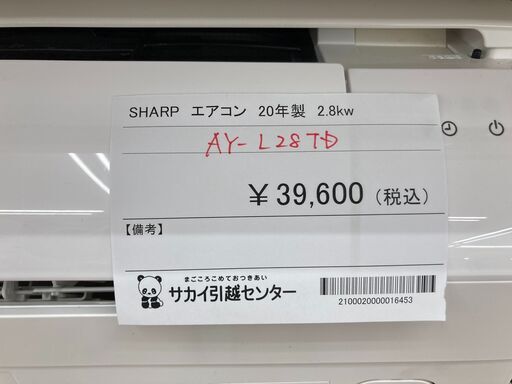 SHARP エアコン 20年製 2.8kw
AY-L28TD
¥39,600（税込）
【備考】
まごころこめておつきあい
サカイ引越センター
2100020000016453